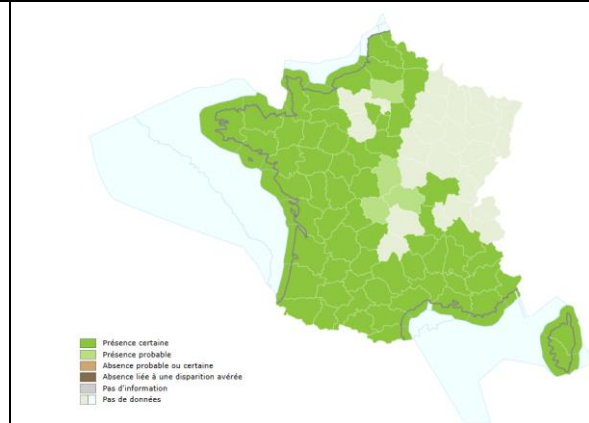 Présence certaine
Présence probable
Absence probable ou certaine
Absence liée à une disparition avérée
Pas d'information
Pas de données